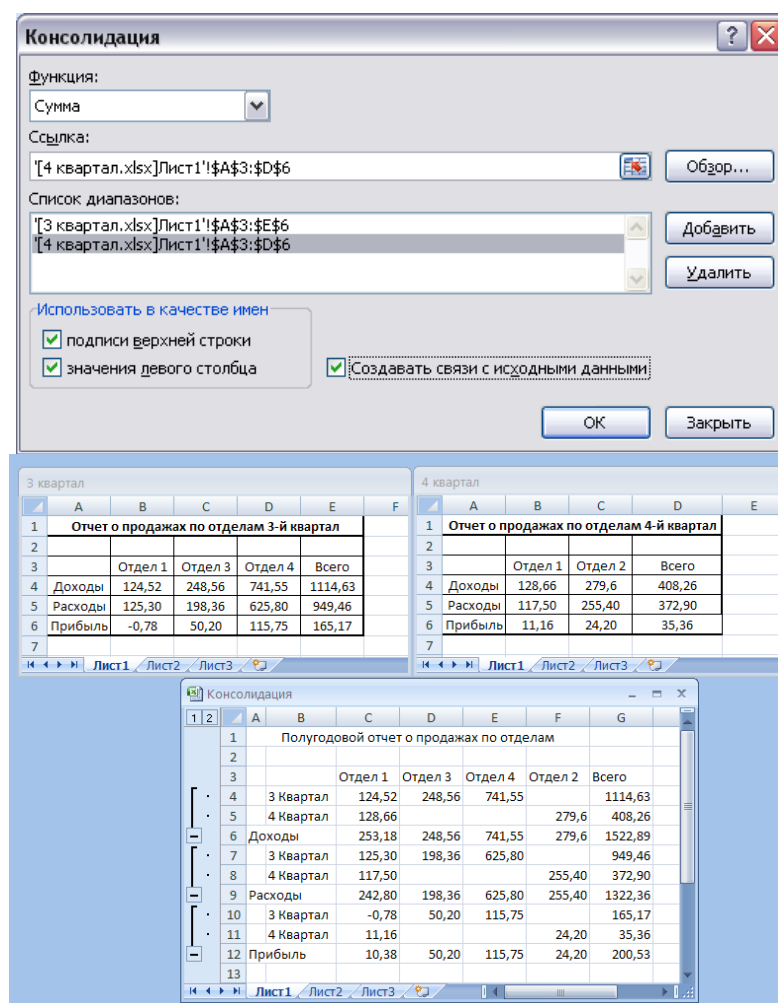 Консолидация
Функция:
Сумма
Ссылка:
'[4 квартал.xlsx]Лист1'!$A$3:$D$6
Обзор...
Список диапазонов:
'[3 квартал.xlsx]Лист1'!$A$3:$E$6
'[4 квартал.xlsx]Лист1'!$A$3:$D$6
Добавить
Удалить
Использовать в качестве имен
подписи верхней строки
значения левого столбца
Создавать связи с исходными данными
ОК
Закрыть
3 квартал
A B C D E F
1 Отчет о продажах по отделам 3-й квартал
2
3 Отдел 1 Отдел 3 Отдел 4 Всего
4 Доходы 124,52 248,56 741,55 1114,63
5 Расходы 125,30 198,36 625,80 949,46
6 Прибыль -0,78 50,20 115,75 165,17
7
Лист1 Лист2 Лист3
4 квартал
A B C D E
1 Отчет о продажах по отделам 4-й квартал
2
3 Отдел 1 Отдел 2 Всего
4 Доходы 128,66 279,6 408,26
5 Расходы 117,50 255,40 372,90
6 Прибыль 11,16 24,20 35,36
7
Лист1 Лист2 Лист3
Консолидация
1 2 A B C D E F G
1 Полугодовой отчет о продажах по отделам
2
3 Отдел 1 Отдел 3 Отдел 4 Отдел 2 Всего
4 3 Квартал 124,52 248,56 741,55 1114,63
5 4 Квартал 128,66 279,6 408,26
6 Доходы 253,18 248,56 741,55 279,6 1522,89
7 3 Квартал 125,30 198,36 625,80 949,46
8 4 Квартал 117,50 255,40 372,90
9 Расходы 242,80 198,36 625,80 255,40 1322,36
10 3 Квартал -0,78 50,20 115,75 165,17
11 4 Квартал 11,16 24,20 35,36
12 Прибыль 10,38 50,20 115,75 24,20 200,53
13
Лист1 Лист2 Лист3